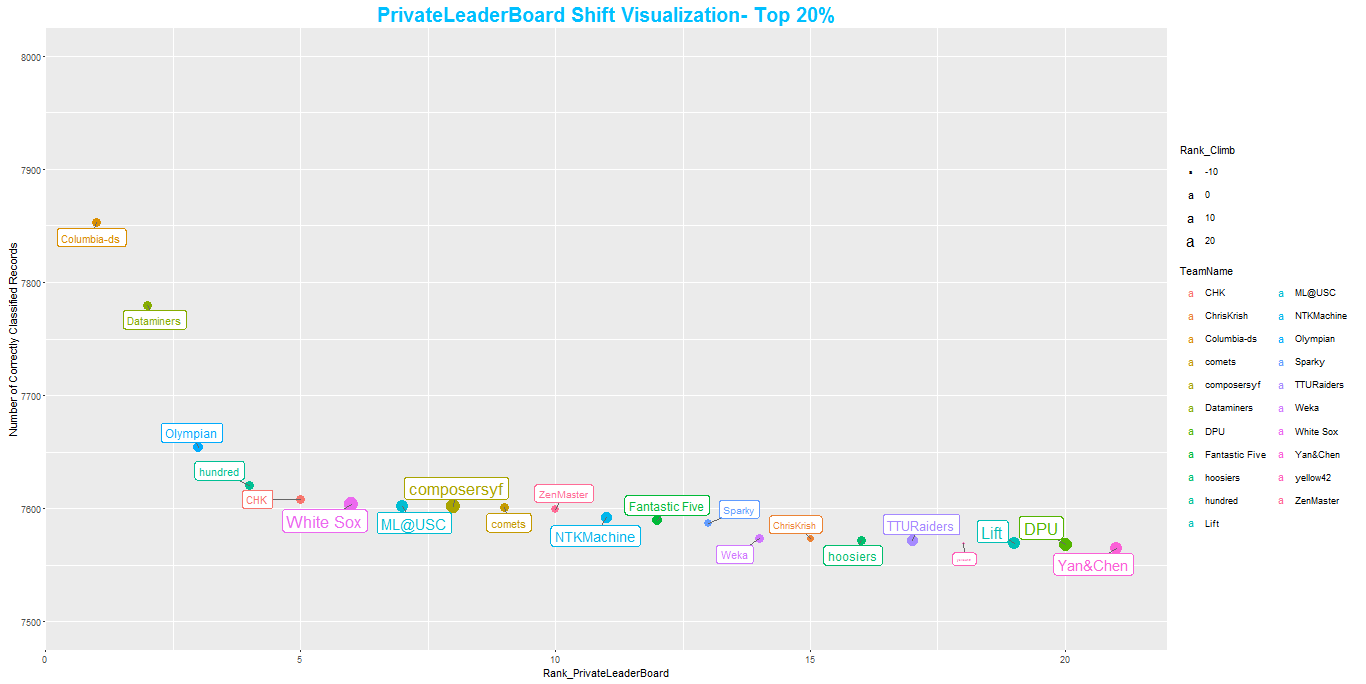 PrivateLeaderBoard Shift Visualization- Top 20%
Number of Correctly Classified Records
8000
7900
7800
7700
7600
7500
Columbia-ds
Dataminers
Olympian
hundred
CHK
White Sox
ML@USC
composersyf
comets
ZenMaster
NTKMachine
Fantastic Five
Sparky
Weka
ChrisKrish
hoosiers
TTURaiders
Lift
DPU
Yan&Chen
0
5
10
15
20
Rank_PrivateLeaderBoard
Rank_Climb
-10
a 0
a 10
a 20
TeamName
a CHK
a ChrisKrish
a Columbia-ds
a comets
a composersyf
a Dataminers
a DPU
a Fantastic Five
a hoosiers
a hundred
a Lift
a ML@USC
a NTKMachine
a Olympian
a Sparky
a TTURaiders
a Weka
a White Sox
a Yan&Chen
a yellow42
a ZenMaster